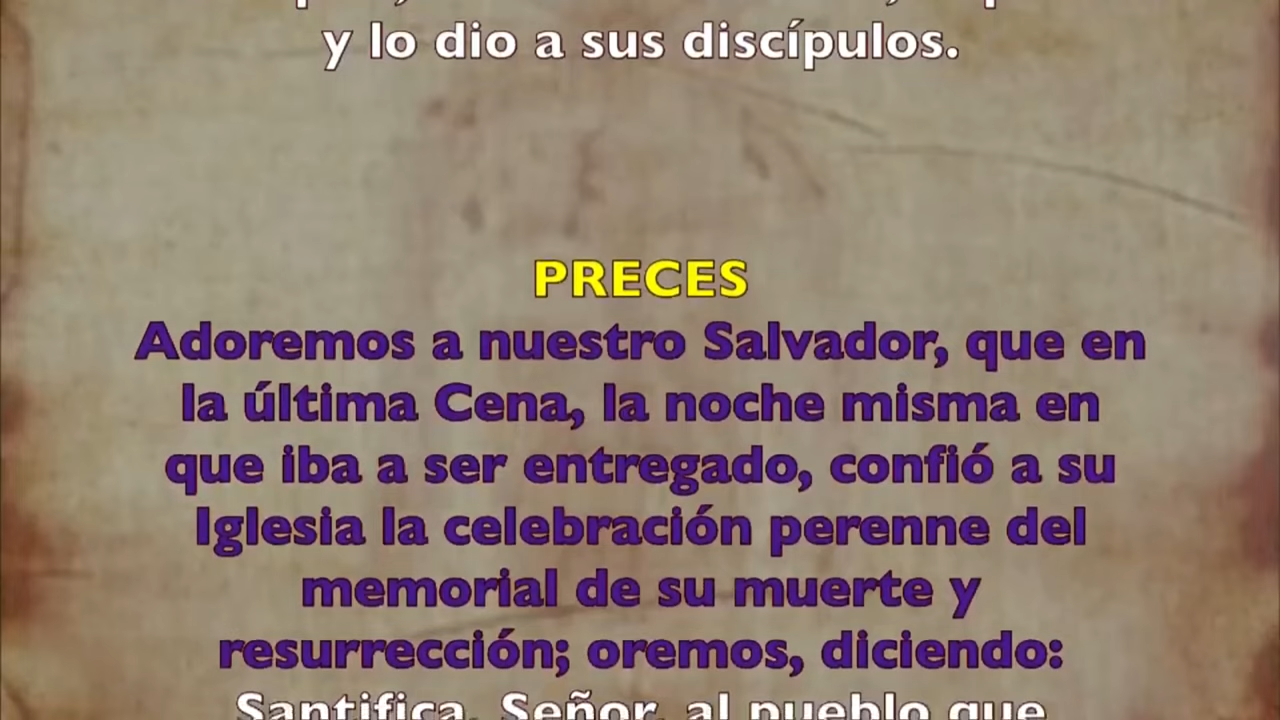 y lo dio a sus discípulos.
PRECES
Adoremos a nuestro Salvador, que en
la última Cena, la noche misma en
que iba a ser entregado, confió a su
Iglesia la celebración perenne del
memorial de su muerte y
resurrección; oremos, diciendo:
Santifica, Señor, al pueblo que